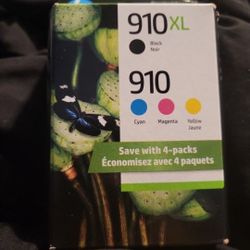 910XL
Black
Noir
910
Cyan Magenta Yellow
Jaune
Save with 4-packs
Économisez avec 4 paquets